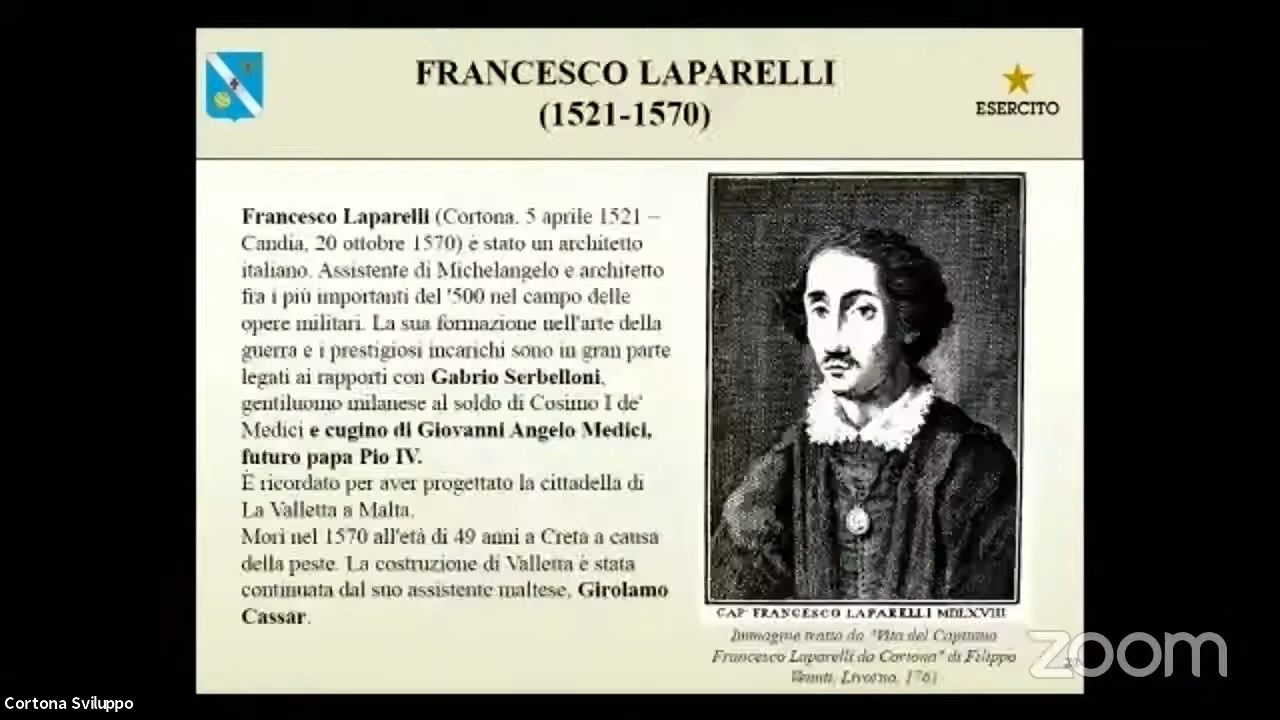 FRANCESCO LAPARELLI
(1521-1570)
ESERCITO
Francesco Laparelli (Cortona, 5 aprile 1521 –
Candia, 20 ottobre 1570) è stato un architetto
italiano. Assistente di Michelangelo e architetto
fra i più importanti del '500 nel campo delle
opere militari. La sua formazione nell'arte della
guerra e i prestigiosi incarichi sono in gran parte
legati ai rapporti con Gabrio Serbelloni,
gentiluomo milanese al soldo di Cosimo I de'
Medici e cugino di Giovanni Angelo Medici,
futuro papa Pio IV.
È ricordato per aver progettato la cittadella di
La Valletta a Malta.
Morì nel 1570 all'età di 49 anni a Creta a causa
della peste. La costruzione di Valletta è stata
continuata dal suo assistente maltese, Girolamo
Cassar.
CAP. FRANCESCO LAPARELLI MDLXVIII
Immagine tratta da "Vita del Capitano
Francesco Laparelli da Cortona" di Filippo
Venuti, Livorno, 1761
zoom
Cortona Sviluppo